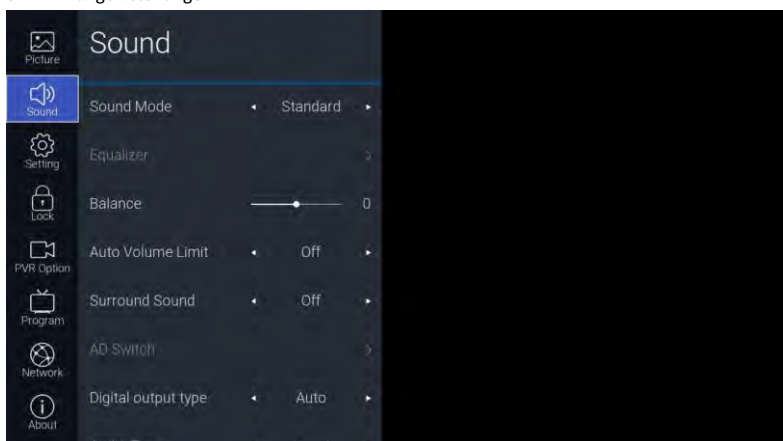 Picture
Sound
Sound
Sound Mode Standard
Setting
Equalizer
Lock
Balance 0
PVR Option
Auto Volume Limit Off
Program
Surround Sound Off
Network
AD Switch
About
Digital output type Auto